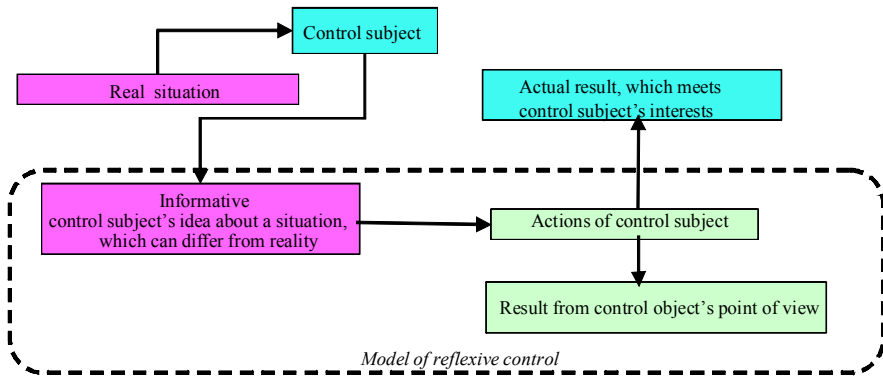 Control subject
Real situation
Actual result, which meets
control subject's interests
Informative
control subject's idea about a situation,
which can differ from reality
Actions of control subject
Result from control object's point of view
Model of reflexive control